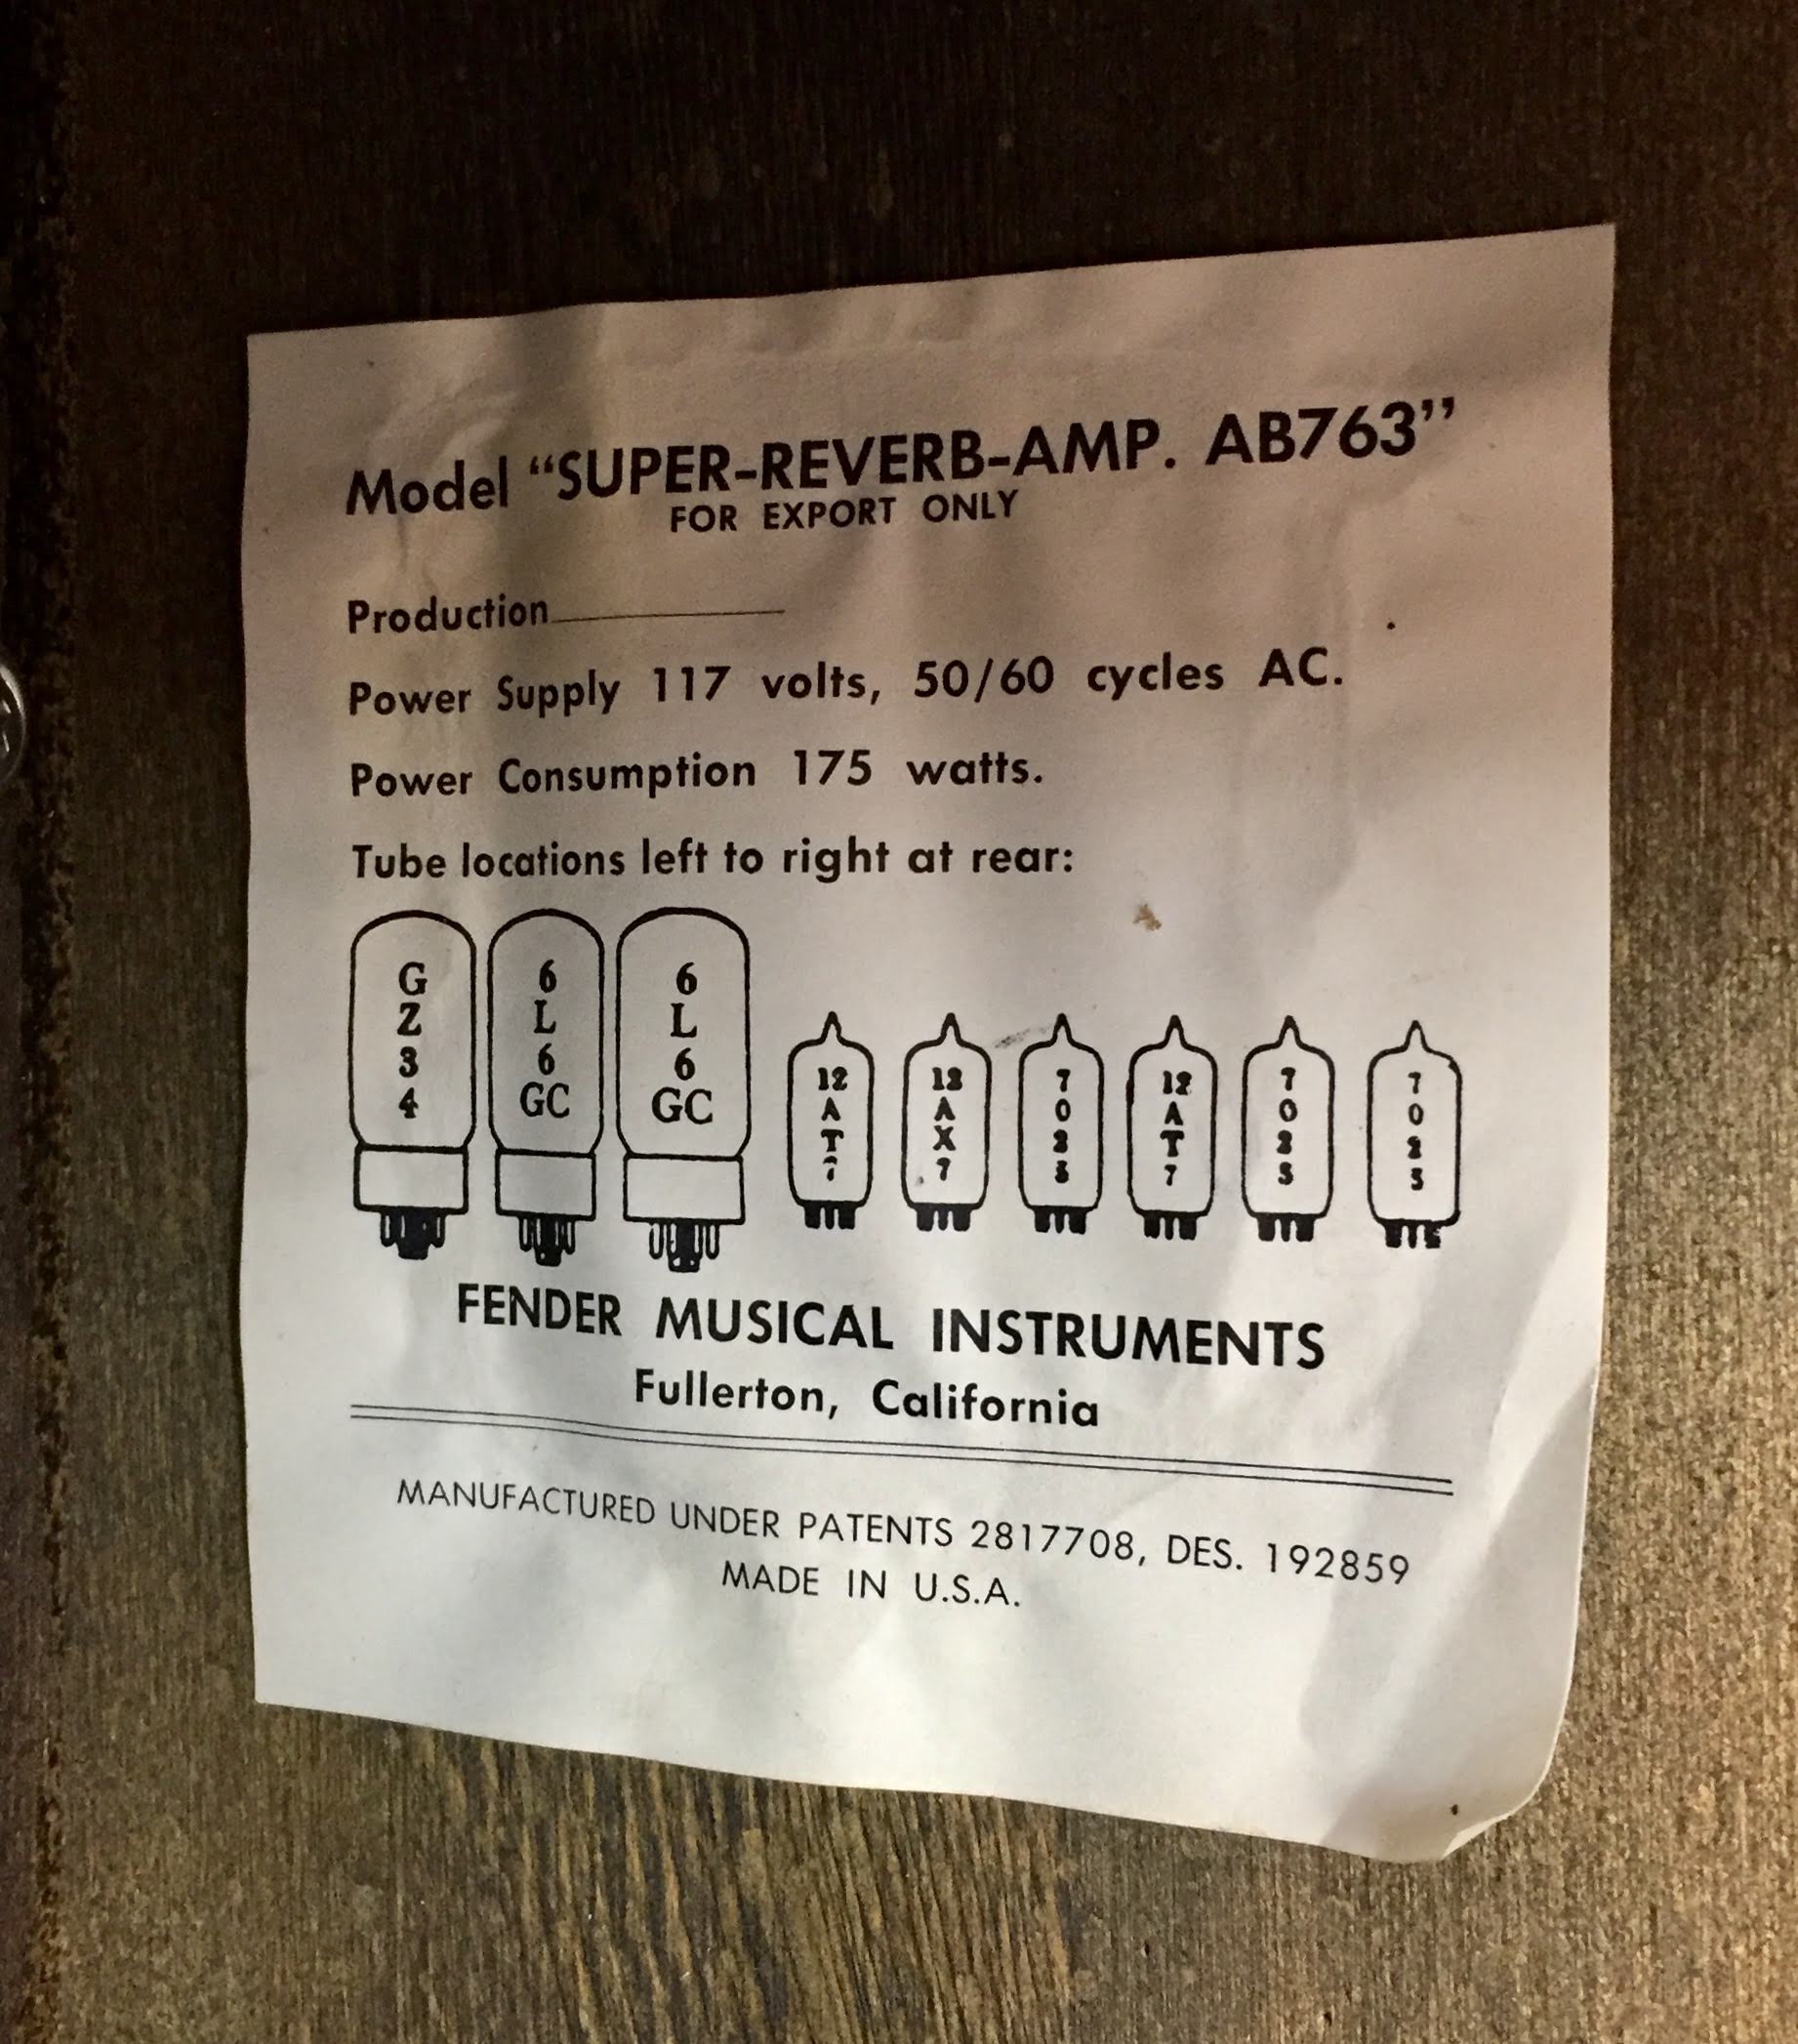 Model “SUPER-REVERB-AMP. AB763”
FOR EXPORT ONLY
Production
Power Supply 117 volts, 50/60 cycles AC.
Power Consumption 175 watts.
Tube locations left to right at rear:
GZ34 6L6GC 6L6GC 12AT7 12AX7 7025 12AT7 7025 7025
FENDER MUSICAL INSTRUMENTS
Fullerton, California
MANUFACTURED UNDER PATENTS 2817708, DES. 192859
MADE IN U.S.A.